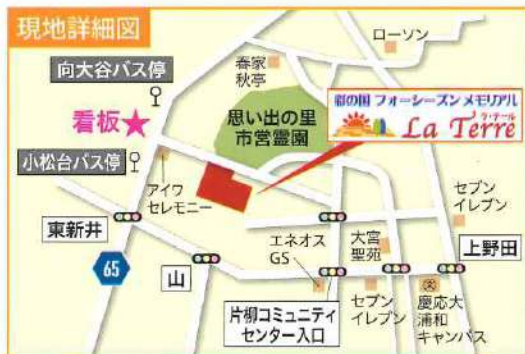 現地詳細図
ローソン
向大谷バス停
春家
秋亭
彩の国 フォーシーズンメモリアル
ラ・テール
La Terre
看板★
思い出の里
市営霊園
小松台バス停
アイワ
セレモニー
セブン
イレブン
東新井
エネオス
GS
大宮
聖苑
上野田
65
山
片柳コミュニティ
センター入口
セブン
イレブン
慶応大
浦和
キャンパス